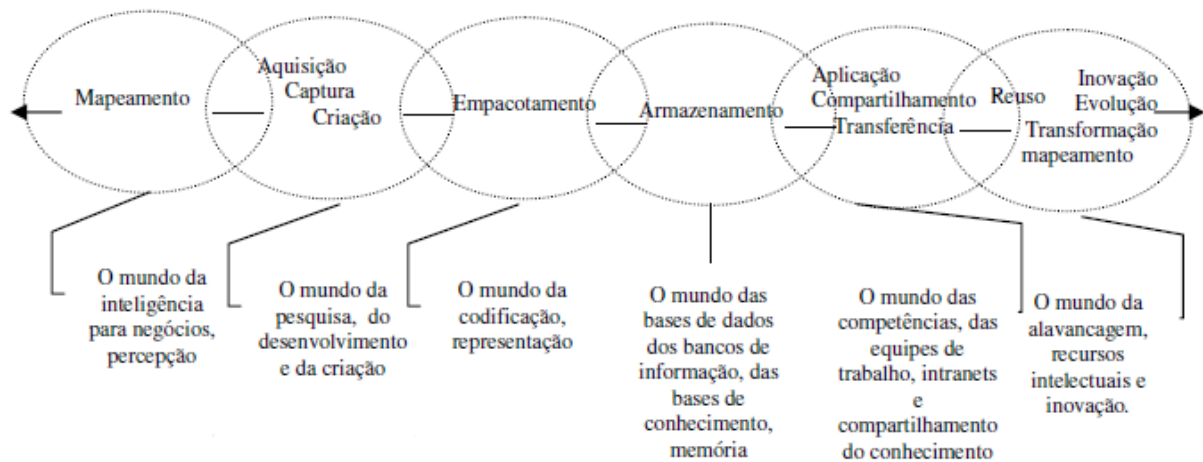 Mapeamento
Aquisição
Captura
Criação
Empacotamento
Armazenamento
Aplicação
Compartilhamento
Transferência
Reuso
Inovação
Evolução
Transformação
mapeamento
O mundo da
inteligência
para negócios,
percepção
O mundo da
pesquisa, do
desenvolvimento
e da criação
O mundo da
codificação,
representação
O mundo das
bases de dados
dos bancos de
informação, das
bases de
conhecimento,
memória
O mundo das
competências, das
equipes de
trabalho, intranets
e
compartilhamento
do conhecimento
O mundo da
alavancagem,
recursos
intelectuais e
inovação.